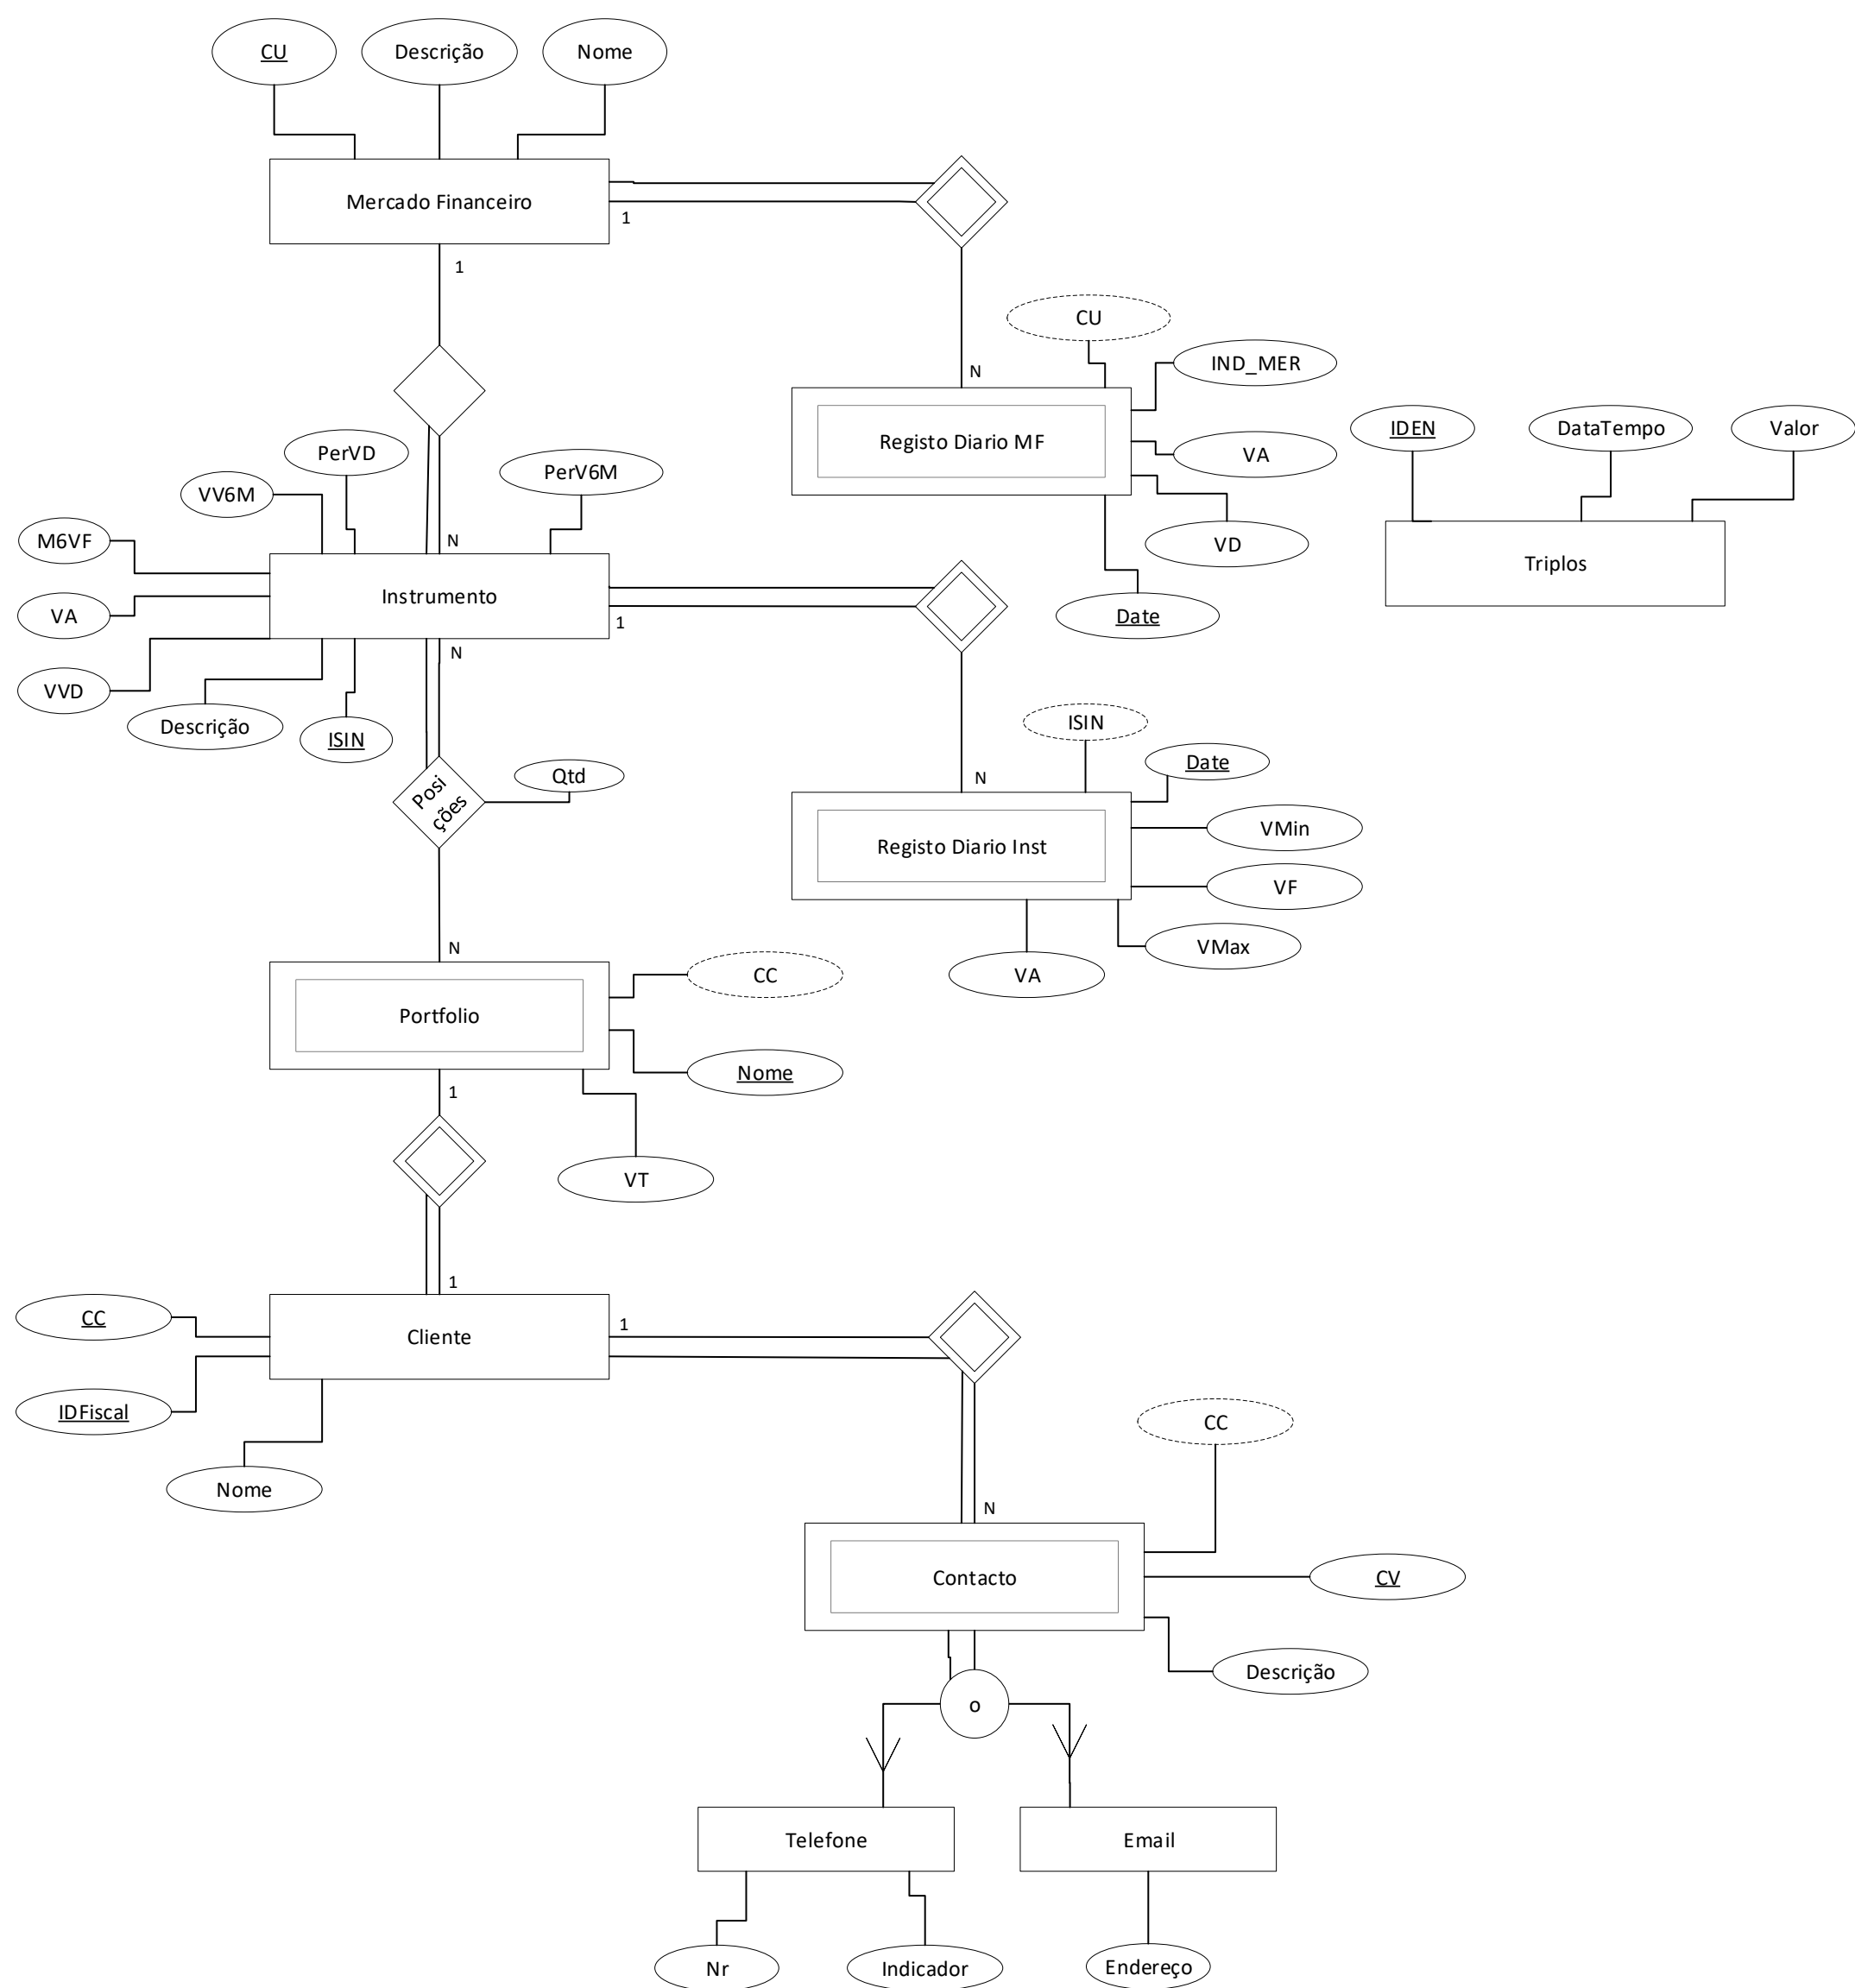 CU
Descrição
Nome
Mercado Financeiro
1
1
CU
IND_MER
N
Registo Diario MF
VA
VD
Date
IDEN
DataTempo
Valor
Triplos
PerVD
PerV6M
VV6M
M6VF
N
Instrumento
1
VA
N
VVD
Descrição
ISIN
ISIN
Date
Qtd
Posi
ções
N
VMin
Registo Diario Inst
VF
VMax
VA
N
CC
Portfolio
Nome
1
VT
1
CC
Cliente
1
IDFiscal
Nome
CC
N
Contacto
CV
Descrição
o
Telefone
Email
Nr
Indicador
Endereço